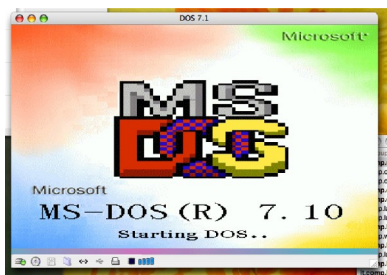 DOS 7.1
Microsoft®
MS
DOS
Microsoft
MS-DOS(R) 7.10
Starting DOS..